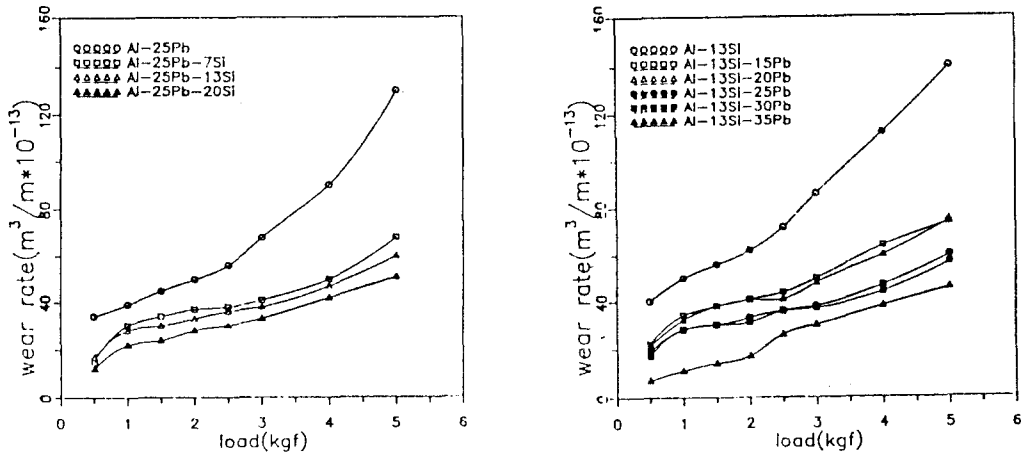 160
120
80
40
0
wear rate(m³/m*10⁻¹³)
Al-25Pb
Al-25Pb-7Si
Al-25Pb-13Si
Al-25Pb-20Si
0 1 2 3 4 5 6
load(kgf)
160
120
80
40
0
wear rate(m³/m*10⁻¹³)
Al-13Si
Al-13Si-15Pb
Al-13Si-20Pb
Al-13Si-25Pb
Al-13Si-30Pb
Al-13Si-35Pb
0 1 2 3 4 5 6
load(kgf)